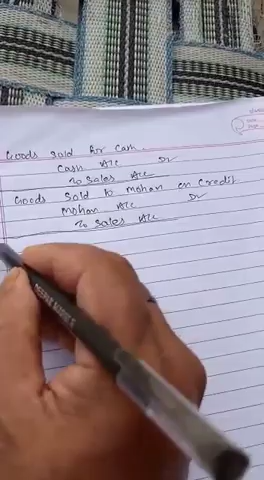 Goods Sold for Cash.
Cash A/c Dr
To Sales A/c
Goods Sold to Mohan on Credit
Mohan A/c Dr
To Sales A/c